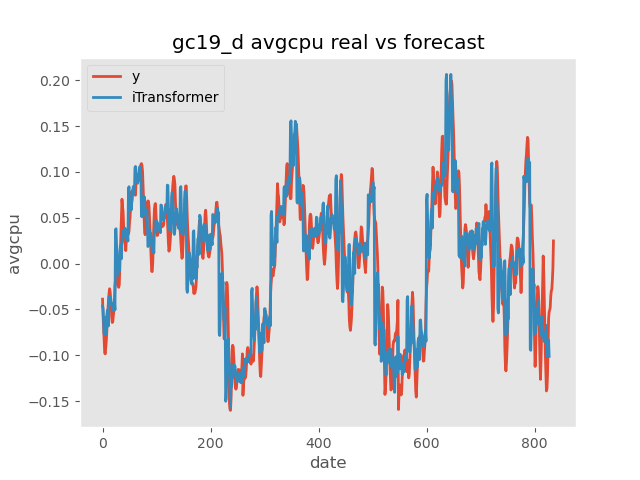 gc19_d avgcpu real vs forecast
y
iTransformer
0.20
0.15
0.10
0.05
0.00
−0.05
−0.10
−0.15
avgcpu
0 200 400 600 800
date